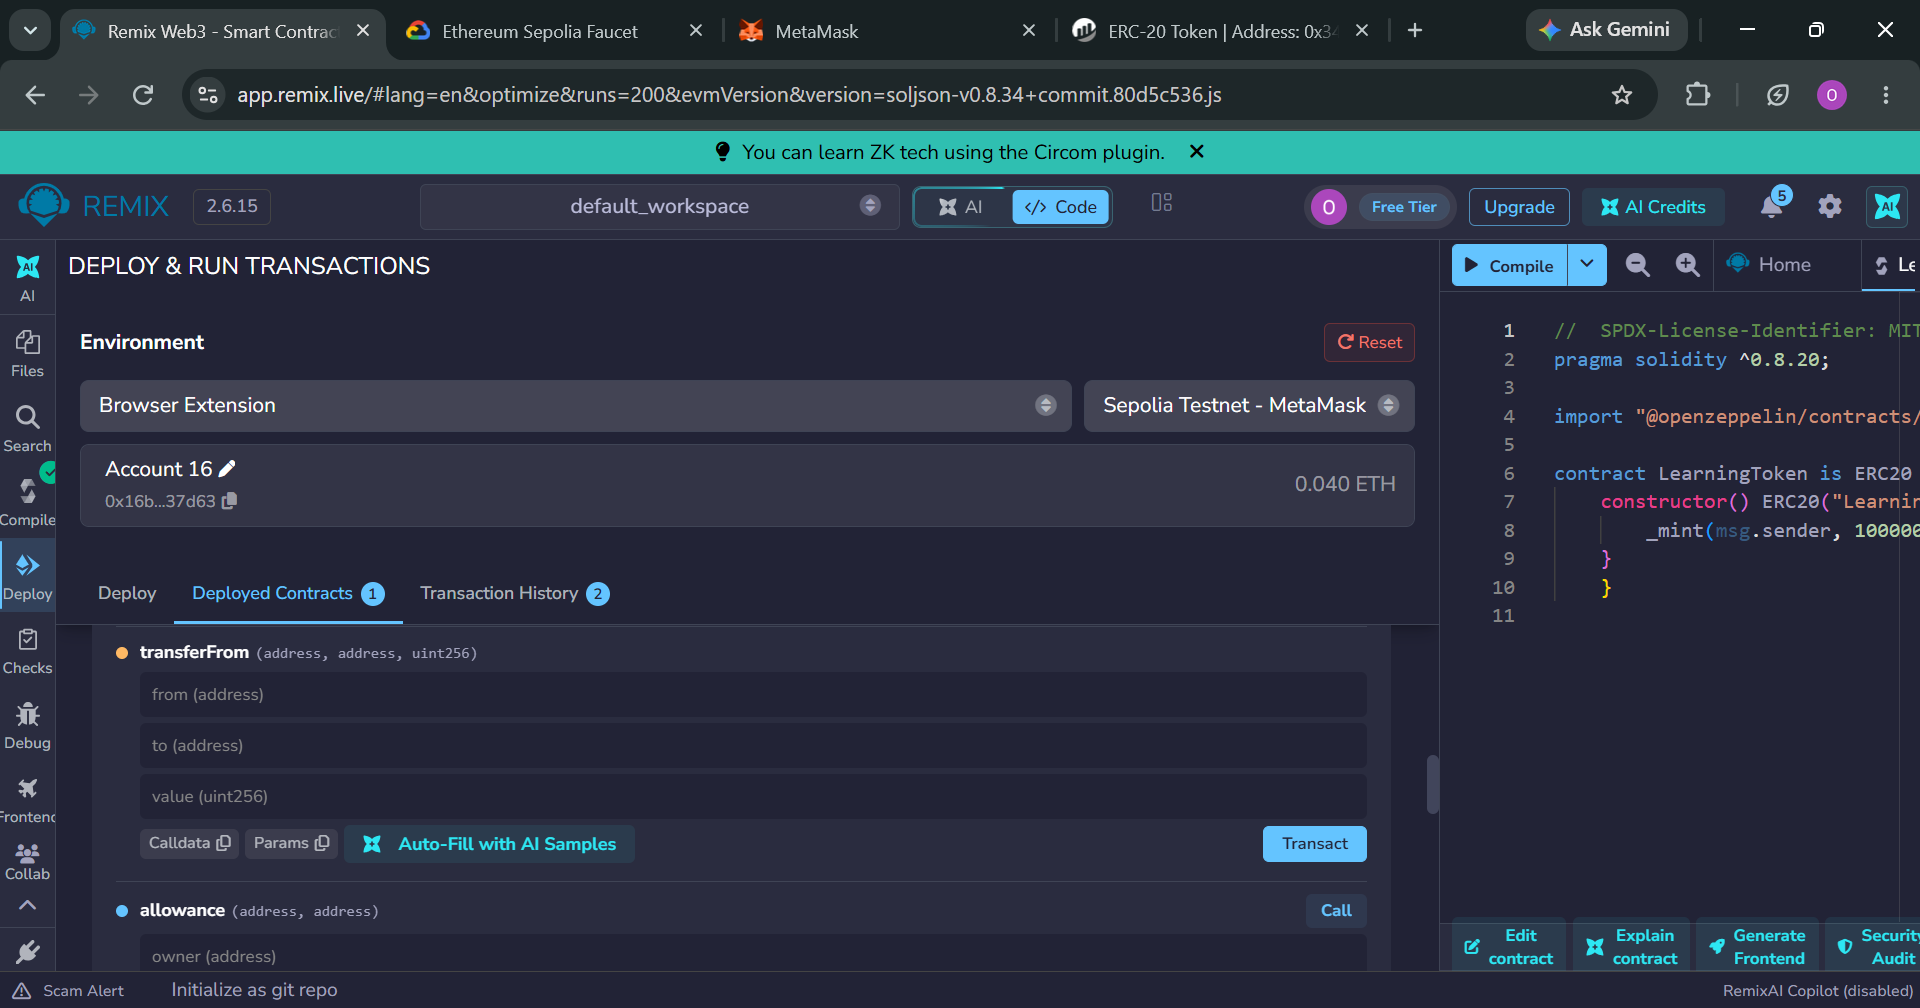 Remix Web3 - Smart Contrac
Ethereum Sepolia Faucet
MetaMask
ERC-20 Token | Address: 0x34
Ask Gemini
app.remix.live/#lang=en&optimize&runs=200&evmVersion&version=soljson-v0.8.34+commit.80d5c536.js
O
You can learn ZK tech using the Circom plugin.
REMIX
2.6.15
default_workspace
AI
</> Code
O
Free Tier
Upgrade
AI Credits
5
AI
AI
AI
Files
Search
Compile
Deploy
Checks
Debug
Frontend
Collab
DEPLOY & RUN TRANSACTIONS
Environment
Reset
Browser Extension
Sepolia Testnet - MetaMask
Account 16
0x16b...37d63
0.040 ETH
Deploy
Deployed Contracts 1
Transaction History 2
transferFrom (address, address, uint256)
from (address)
to (address)
value (uint256)
Calldata
Params
Auto-Fill with AI Samples
Transact
allowance (address, address)
Call
owner (address)
Compile
Home
Le
1 // SPDX-License-Identifier: MIT
2 pragma solidity ^0.8.20;
3
4 import "@openzeppelin/contracts/
5
6 contract LearningToken is ERC20
7 constructor() ERC20("Learnin
8 _mint(msg.sender, 100000
9 }
10 }
11
Edit contract
Explain contract
Generate Frontend
Security Audit
Scam Alert
Initialize as git repo
RemixAI Copilot (disabled)